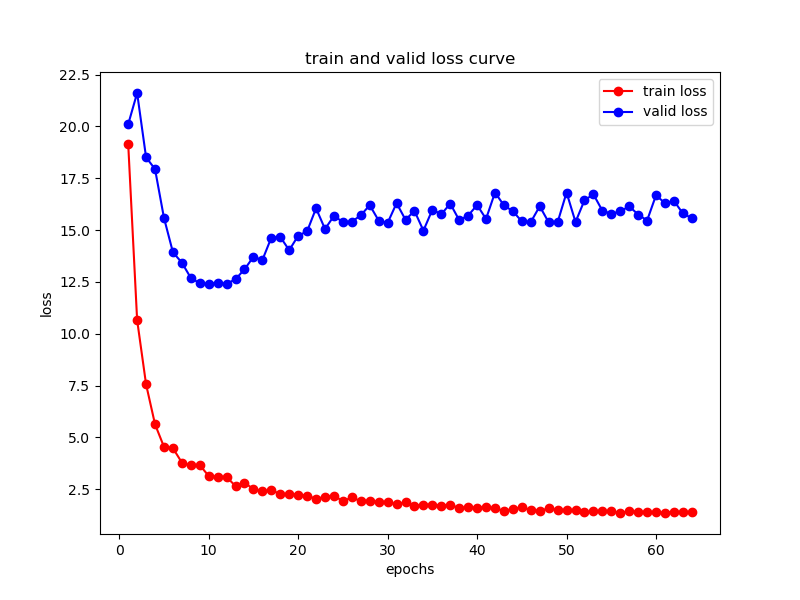 train and valid loss curve
train loss
valid loss
22.5
20.0
17.5
15.0
12.5
10.0
7.5
5.0
2.5
loss
0 10 20 30 40 50 60
epochs